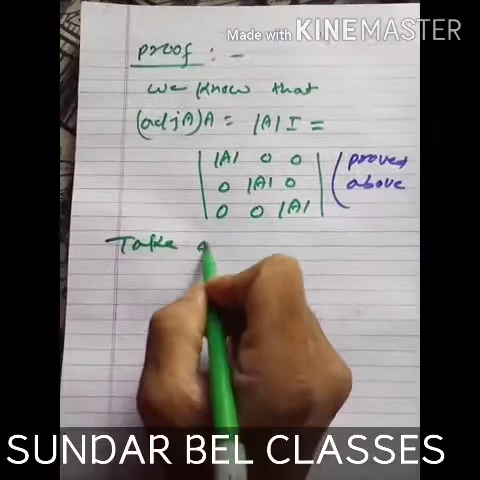 Made with KINEMASTER
proof : -
we know that
(adjA)A = |A| I =
|A| 0 0
0 |A| 0
0 0 |A|
(proved
above
Take
SUNDAR BEL CLASSES